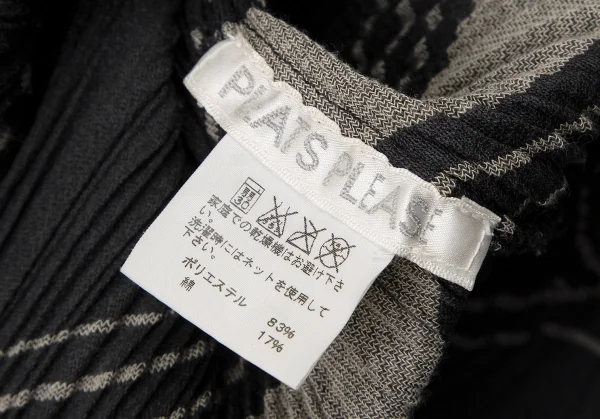 PLATS PLEASE
家庭での乾燥機はお避け下さ
い。
洗濯時にはネットを使用して
下さい。
ポリエステル 83%
綿 17%